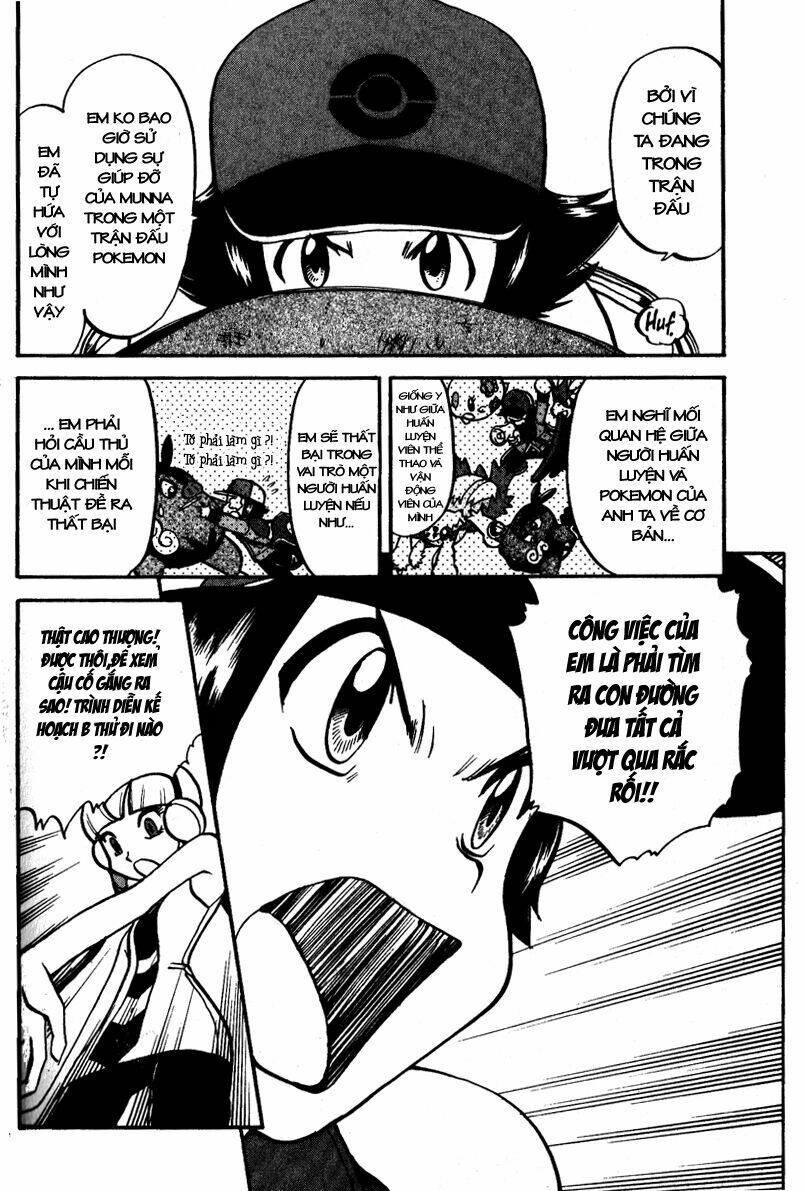 BỞI VÌ
CHÚNG
TA ĐANG
TRONG
TRẬN
ĐẤU
EM KO BAO
GIỜ SỬ
DỤNG SỰ
GIÚP ĐỠ
CỦA MUNNA
TRONG MỘT
TRẬN ĐẤU
POKEMON
EM
ĐÃ
TỰ
HỨA
VỚI
LÒNG
MÌNH
NHƯ
VẬY
Huf.
EM NGHĨ MỐI
QUAN HỆ GIỮA
NGƯỜI HUẤN
LUYỆN VÀ
POKEMON CỦA
ANH TA VỀ CƠ
BẢN...
GIỐNG Y
NHƯ GIỮA
HUẤN
LUYỆN
VIÊN THỂ
THAO VÀ
VẬN
ĐỘNG
VIÊN CỦA
MÌNH
EM SẼ THẤT
BẠI TRONG
VAI TRÒ MỘT
NGƯỜI HUẤN
LUYỆN NẾU
NHƯ...
Tớ phải làm gì ?!
Tớ phải làm gì ?!
... EM PHẢI
HỎI CẦU THỦ
CỦA MÌNH MỖI
KHI CHIẾN
THUẬT ĐỀ RA
THẤT BẠI
CÔNG VIỆC CỦA
EM LÀ PHẢI TÌM
RA CON ĐƯỜNG
ĐƯA TẤT CẢ
VƯỢT QUA RẮC
RỐI!!
THẬT CAO THƯỢNG!
ĐƯỢC THÔI,ĐỂ XEM
CẬU CỐ GẮNG RA
SAO! TRÌNH DIỄN KẾ
HOẠCH B THỬ ĐI NÀO
?!